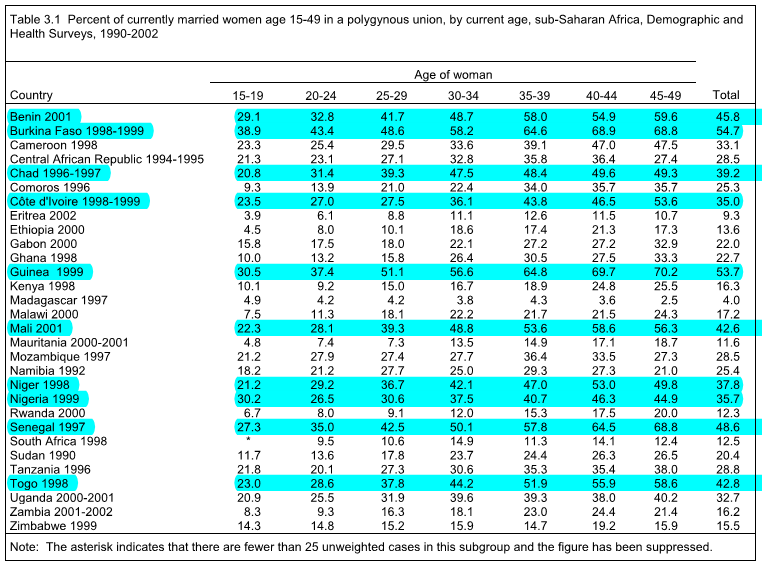 Table 3.1  Percent of currently married women age 15-49 in a polygynous union, by current age, sub-Saharan Africa, Demographic and
Health Surveys, 1990-2002
Age of woman
Country 15-19 20-24 25-29 30-34 35-39 40-44 45-49 Total
Benin 2001 29.1 32.8 41.7 48.7 58.0 54.9 59.6 45.8
Burkina Faso 1998-1999 38.9 43.4 48.6 58.2 64.6 68.9 68.8 54.7
Cameroon 1998 23.3 25.4 29.5 33.6 39.1 47.0 47.5 33.1
Central African Republic 1994-1995 21.3 23.1 27.1 32.8 35.8 36.4 27.4 28.5
Chad 1996-1997 20.8 31.4 39.3 47.5 48.4 49.6 49.3 39.2
Comoros 1996 9.3 13.9 21.0 22.4 34.0 35.7 35.7 25.3
Côte d'Ivoire 1998-1999 23.5 27.0 27.5 36.1 43.8 46.5 53.6 35.0
Eritrea 2002 3.9 6.1 8.8 11.1 12.6 11.5 10.7 9.3
Ethiopia 2000 4.5 8.0 10.1 18.6 17.4 21.3 17.3 13.6
Gabon 2000 15.8 17.5 18.0 22.1 27.2 27.2 32.9 22.0
Ghana 1998 10.0 13.2 15.8 26.4 30.5 27.5 33.3 22.7
Guinea  1999 30.5 37.4 51.1 56.6 64.8 69.7 70.2 53.7
Kenya 1998 10.1 9.2 15.0 16.7 18.9 24.8 25.5 16.3
Madagascar 1997 4.9 4.2 4.2 3.8 4.3 3.6 2.5 4.0
Malawi 2000 7.5 11.3 18.1 22.2 21.7 21.5 24.3 17.2
Mali 2001 22.3 28.1 39.3 48.8 53.6 58.6 56.3 42.6
Mauritania 2000-2001 4.8 7.4 7.3 13.5 14.9 17.1 18.7 11.6
Mozambique 1997 21.2 27.9 27.4 27.7 36.4 33.5 27.3 28.5
Namibia 1992 18.2 21.2 27.7 25.0 29.3 27.3 21.0 25.4
Niger 1998 21.2 29.2 36.7 42.1 47.0 53.0 49.8 37.8
Nigeria 1999 30.2 26.5 30.6 37.5 40.7 46.3 44.9 35.7
Rwanda 2000 6.7 8.0 9.1 12.0 15.3 17.5 20.0 12.3
Senegal 1997 27.3 35.0 42.5 50.1 57.8 64.5 68.8 48.6
South Africa 1998 * 9.5 10.6 14.9 11.3 14.1 12.4 12.5
Sudan 1990 11.7 13.6 17.8 23.7 24.4 26.3 26.5 20.4
Tanzania 1996 21.8 20.1 27.3 30.6 35.3 35.4 38.0 28.8
Togo 1998 23.0 28.6 37.8 44.2 51.9 55.9 58.6 42.8
Uganda 2000-2001 20.9 25.5 31.9 39.6 39.3 38.0 40.2 32.7
Zambia 2001-2002 8.3 9.3 16.3 18.1 23.0 24.4 21.4 16.2
Zimbabwe 1999 14.3 14.8 15.2 15.9 14.7 19.2 15.9 15.5
Note:  The asterisk indicates that there are fewer than 25 unweighted cases in this subgroup and the figure has been suppressed.